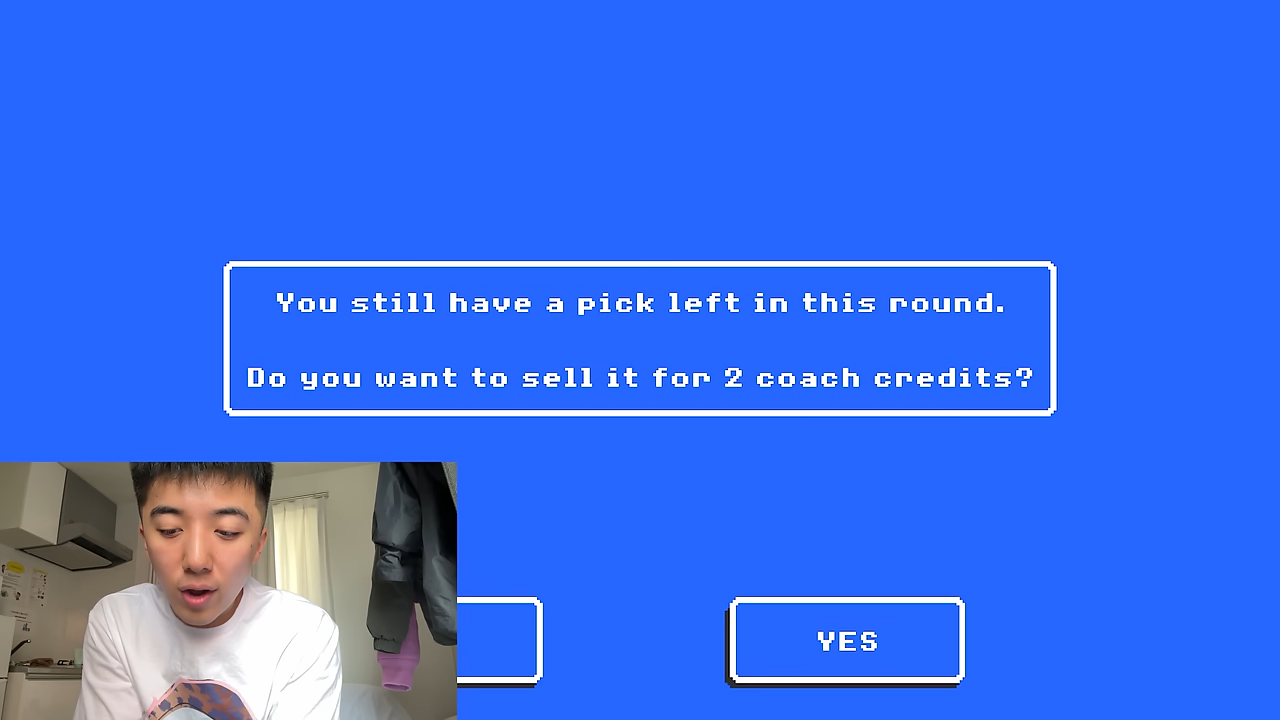 You still have a pick left in this round.
Do you want to sell it for 2 coach credits?
YES